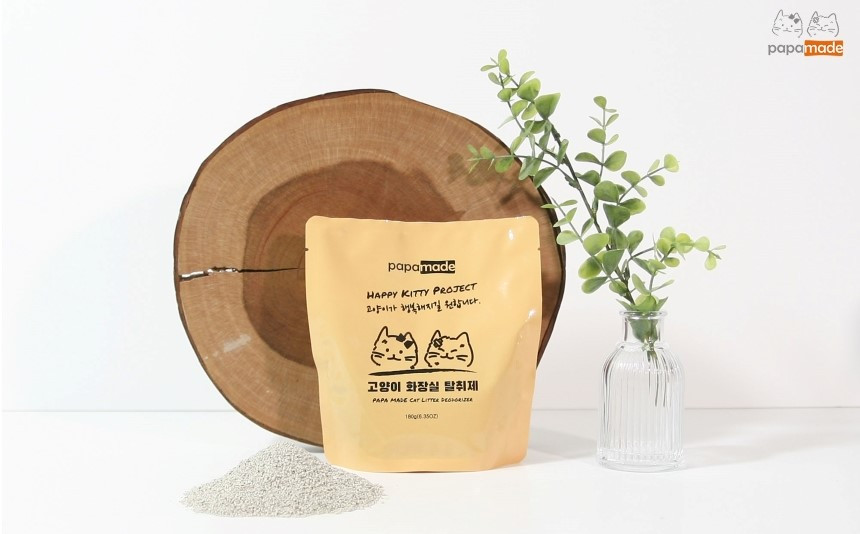 papamade
papamade
HAPPY KITTY PROJECT
고양이가 행복해지길 원합니다.
고양이 화장실 탈취제
PAPA MADE CAT LITTER DEODORIZER
180g(6.35OZ)